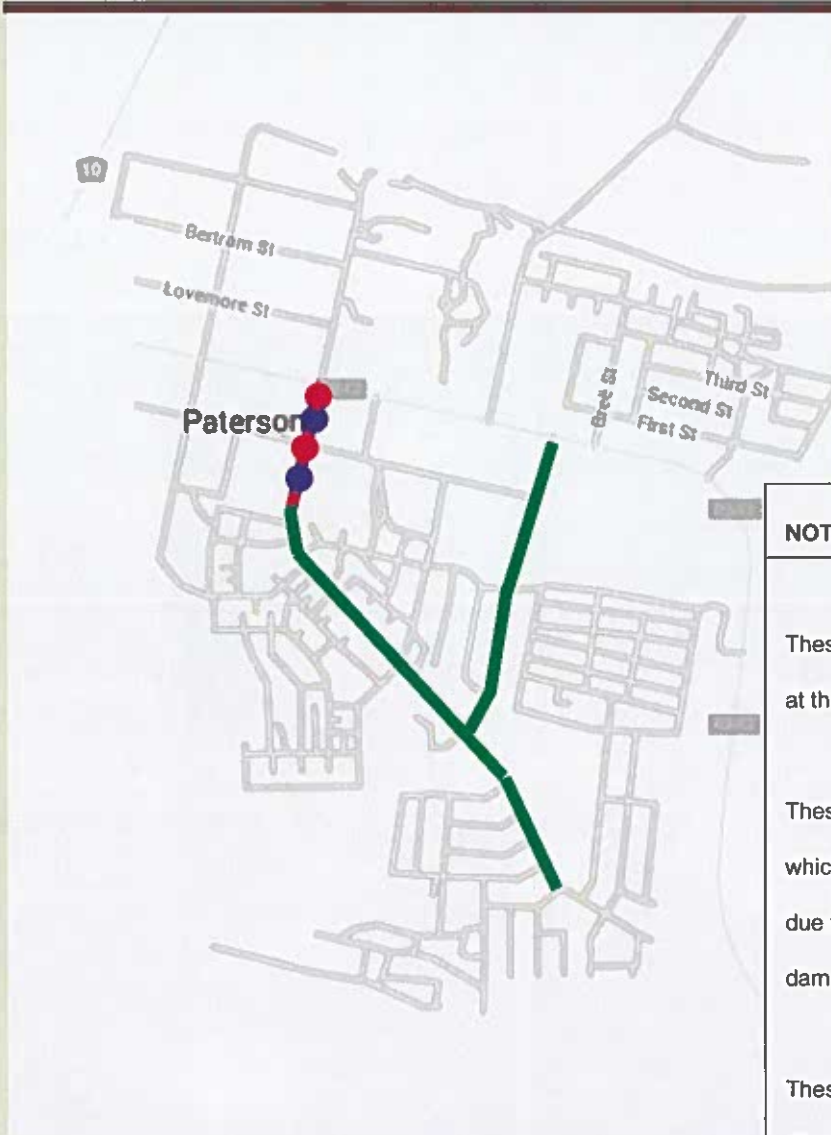 10
Bertram St
Lovemore St
Paterson
Third St
Second St
First St
NOT
Thes
at th
Thes
whic
due t
dam
Thes